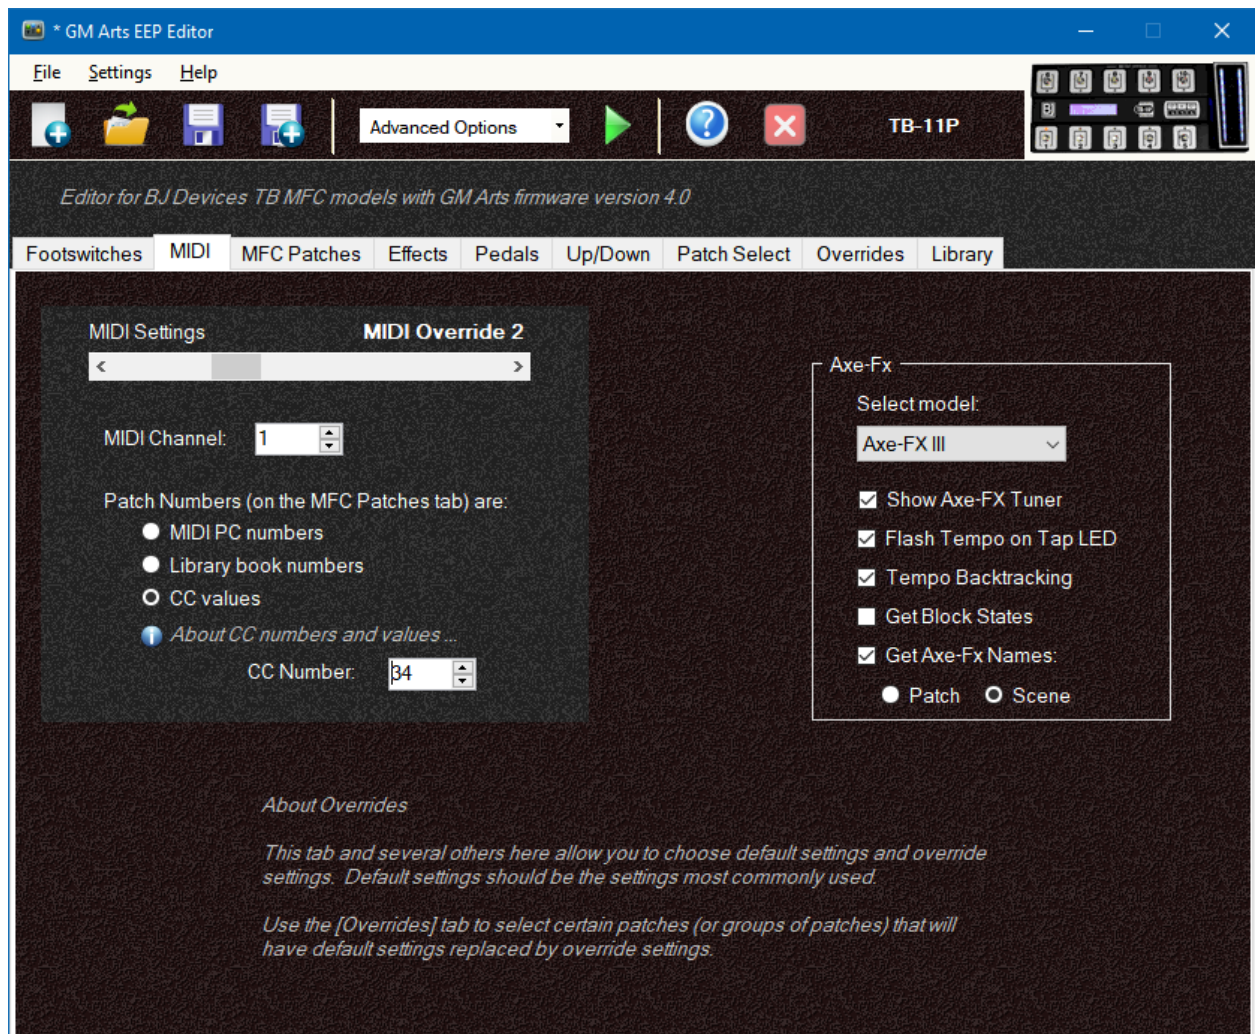 * GM Arts EEP Editor
File Settings Help
Advanced Options
TB-11P
BJ
Editor for BJ Devices TB MFC models with GM Arts firmware version 4.0
Footswitches MIDI MFC Patches Effects Pedals Up/Down Patch Select Overrides Library
MIDI Settings MIDI Override 2
MIDI Channel: 1
Patch Numbers (on the MFC Patches tab) are:
MIDI PC numbers
Library book numbers
CC values
About CC numbers and values ...
CC Number: 34
Axe-Fx
Select model:
Axe-FX III
Show Axe-FX Tuner
Flash Tempo on Tap LED
Tempo Backtracking
Get Block States
Get Axe-Fx Names:
Patch Scene
About Overrides
This tab and several others here allow you to choose default settings and override
settings. Default settings should be the settings most commonly used.
Use the [Overrides] tab to select certain patches (or groups of patches) that will
have default settings replaced by override settings.